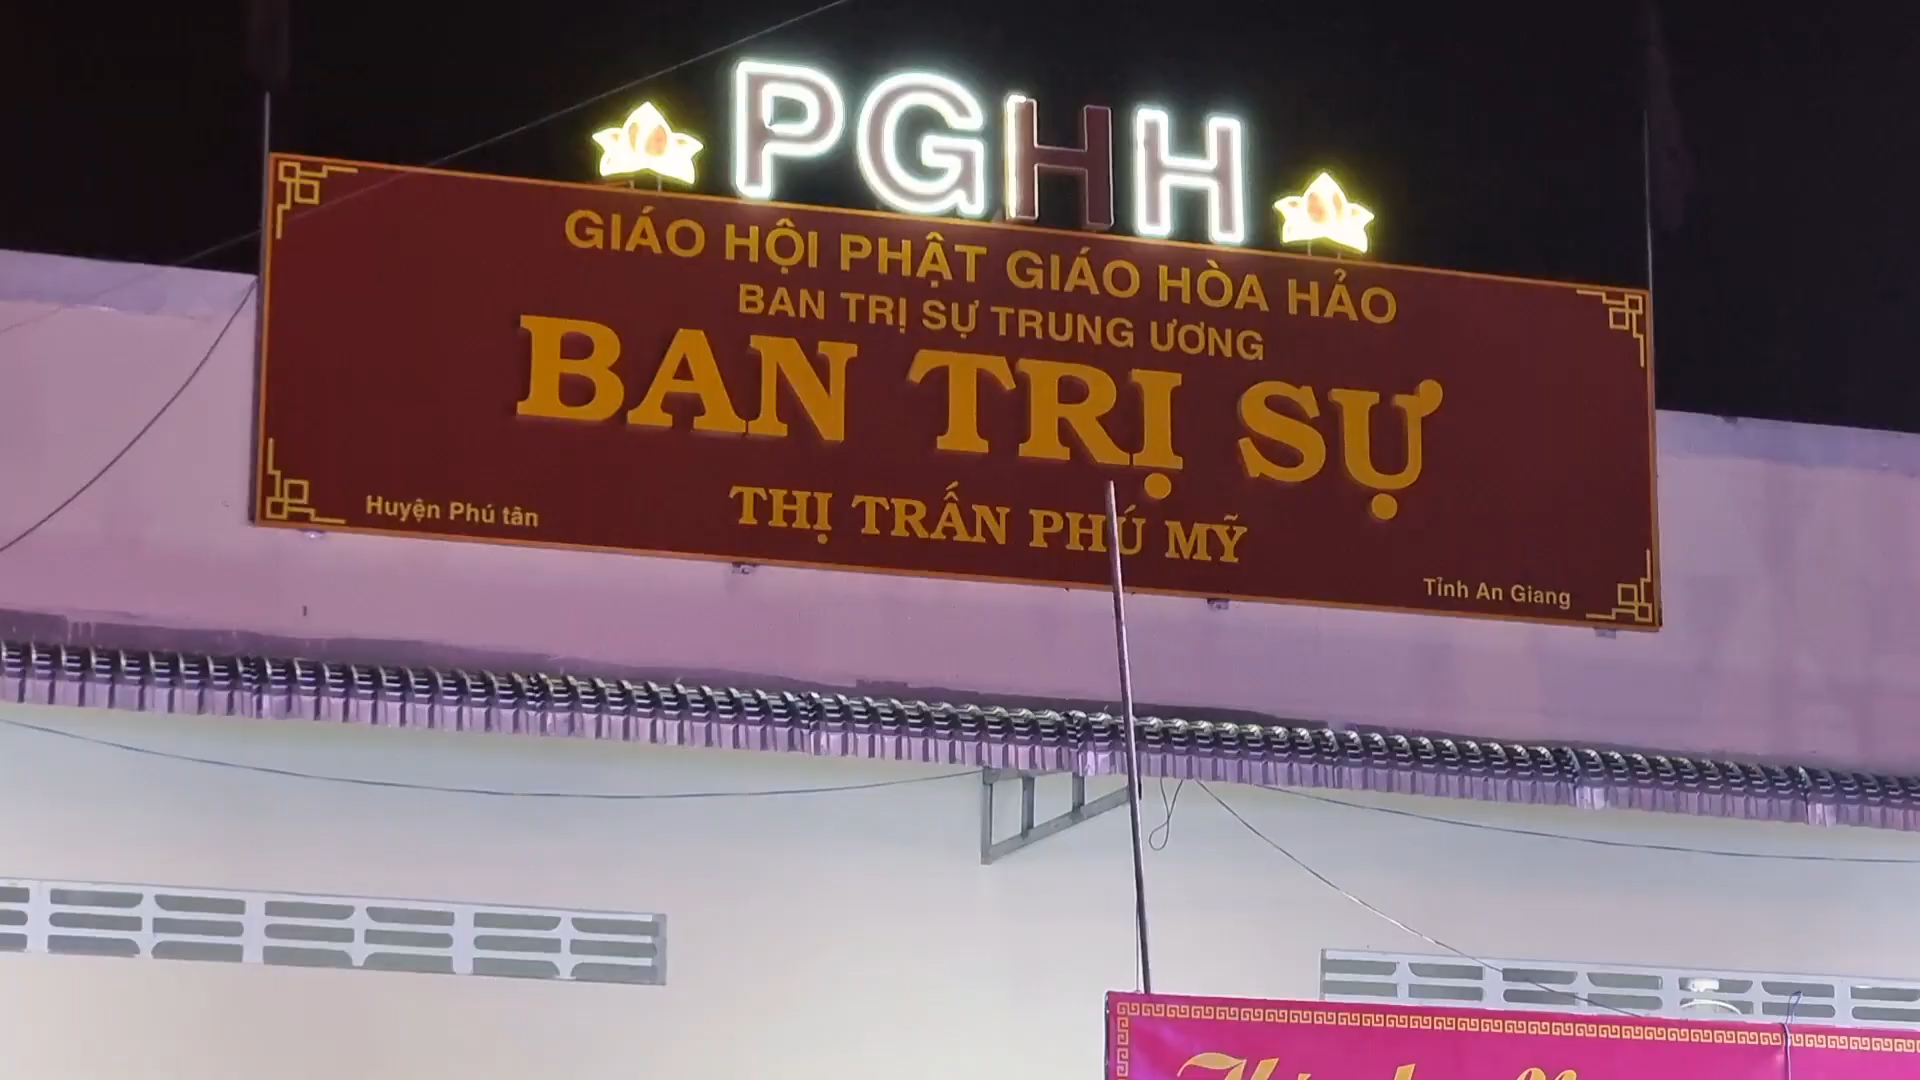 PGHH
GIÁO HỘI PHẬT GIÁO HÒA HẢO
BAN TRỊ SỰ TRUNG ƯƠNG
BAN TRỊ SỰ
THỊ TRẤN PHÚ MỸ
Huyện Phú tân
Tỉnh An Giang